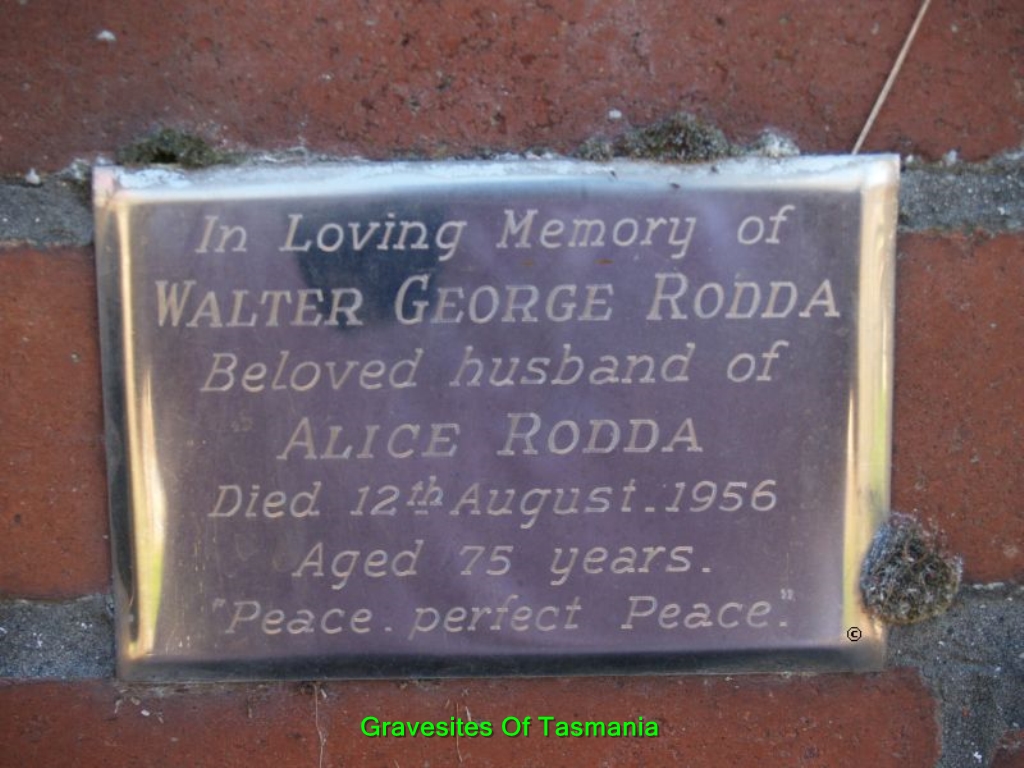 In Loving Memory of
WALTER GEORGE RODDA
Beloved husband of
ALICE RODDA
Died 12th August. 1956
Aged 75 years.
"Peace. perfect Peace."
©
Gravesites Of Tasmania